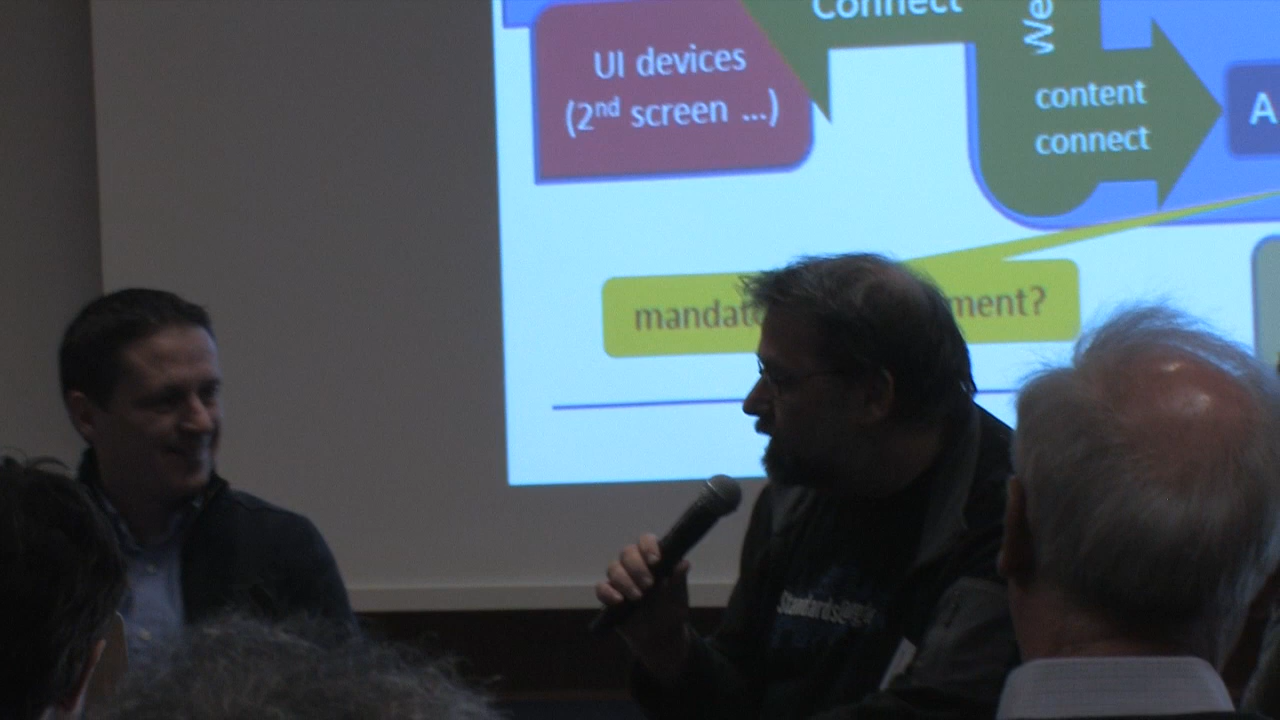 Connect
We
UI devices
(2nd screen ...)
content
connect
A
mandat
ment?